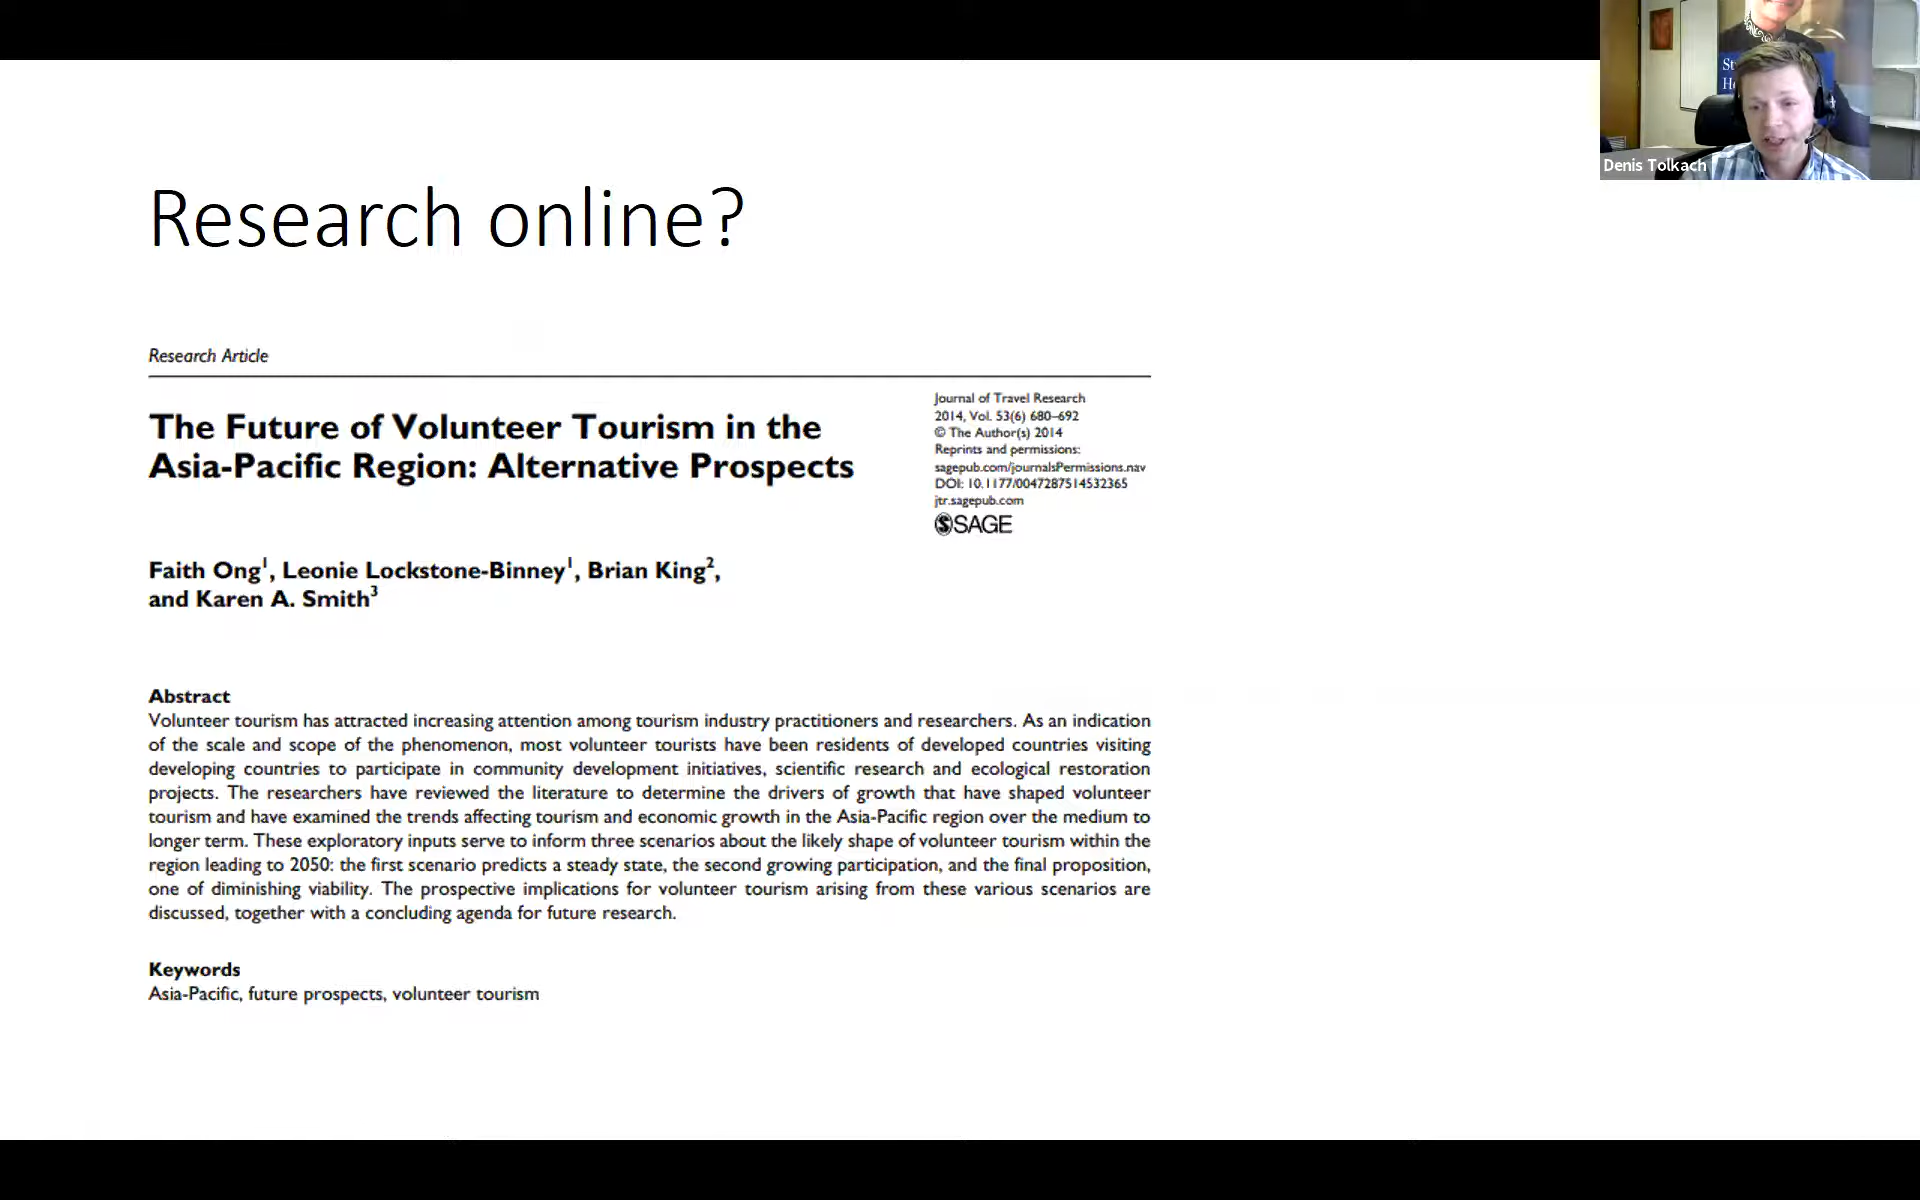 St
H
Denis Tolkach
Research online?
Research Article
The Future of Volunteer Tourism in the
Asia-Pacific Region: Alternative Prospects
Journal of Travel Research
2014, Vol. 53(6) 680–692
© The Author(s) 2014
Reprints and permissions:
sagepub.com/journalsPermissions.nav
DOI: 10.1177/0047287514532365
jtr.sagepub.com
SAGE
Faith Ong1, Leonie Lockstone-Binney1, Brian King2,
and Karen A. Smith3
Abstract
Volunteer tourism has attracted increasing attention among tourism industry practitioners and researchers. As an indication
of the scale and scope of the phenomenon, most volunteer tourists have been residents of developed countries visiting
developing countries to participate in community development initiatives, scientific research and ecological restoration
projects. The researchers have reviewed the literature to determine the drivers of growth that have shaped volunteer
tourism and have examined the trends affecting tourism and economic growth in the Asia-Pacific region over the medium to
longer term. These exploratory inputs serve to inform three scenarios about the likely shape of volunteer tourism within the
region leading to 2050: the first scenario predicts a steady state, the second growing participation, and the final proposition,
one of diminishing viability. The prospective implications for volunteer tourism arising from these various scenarios are
discussed, together with a concluding agenda for future research.
Keywords
Asia-Pacific, future prospects, volunteer tourism